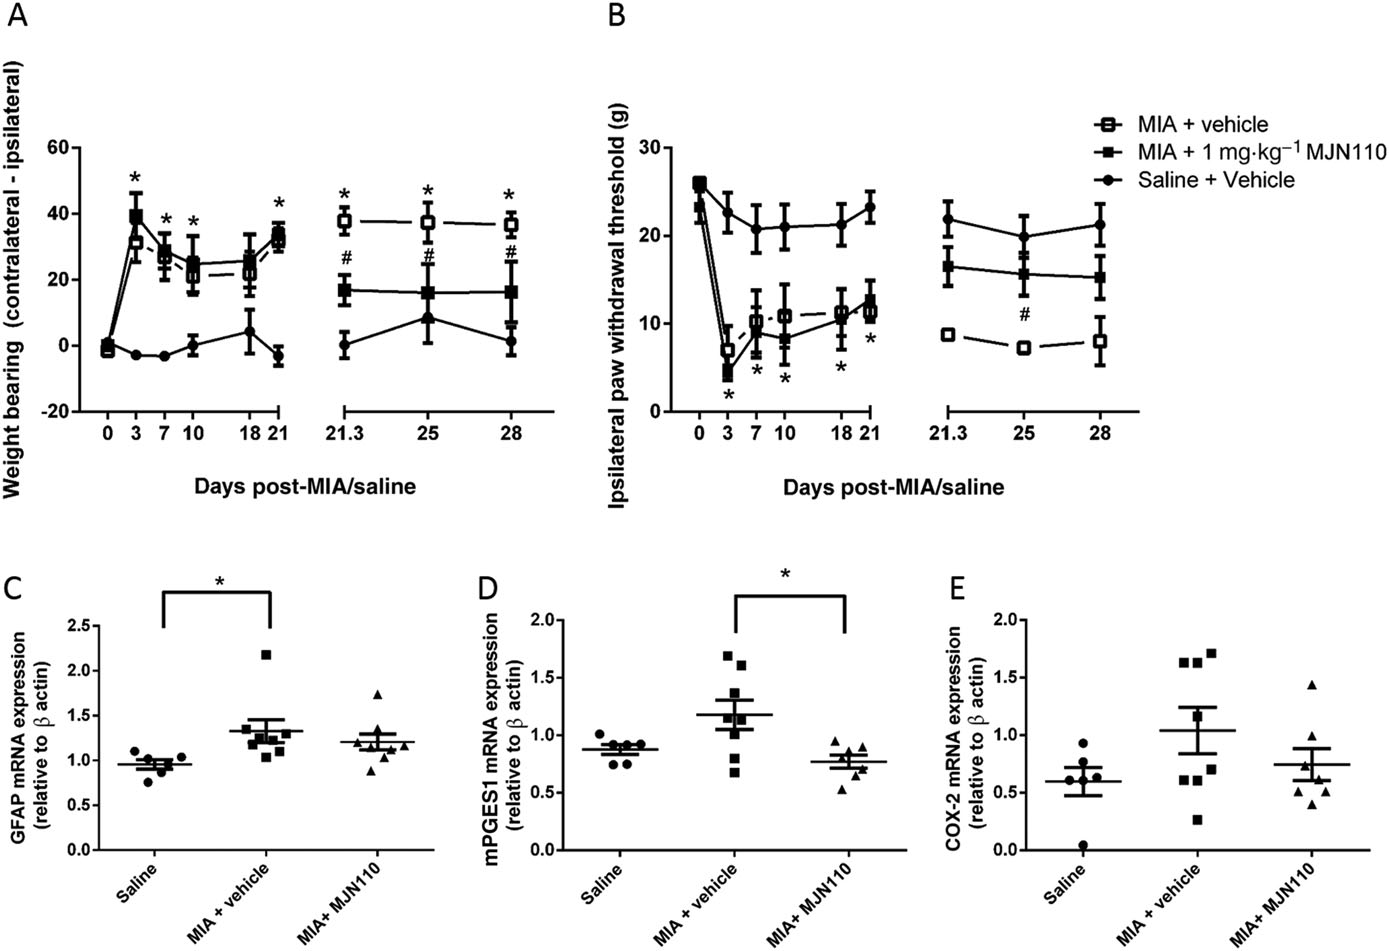 A
Weight bearing (contralateral - ipsilateral)
60
40
20
0
-20
* * * * * * *
# # #
0 3 7 10 18 21 21.3 25 28
Days post-MIA/saline
B
Ipsilateral paw withdrawal threshold (g)
30
20
10
0
* * * * *
#
0 3 7 10 18 21 21.3 25 28
Days post-MIA/saline
MIA + vehicle
MIA + 1 mg·kg⁻¹ MJN110
Saline + Vehicle
C
GFAP mRNA expression
(relative to β actin)
2.5
2.0
1.5
1.0
0.5
0.0
*
Saline
MIA + vehicle
MIA+ MJN110
D
mPGES1 mRNA expression
(relative to β actin)
2.0
1.5
1.0
0.5
0.0
*
Saline
MIA + vehicle
MIA+ MJN110
E
COX-2 mRNA expression
(relative to β actin)
2.0
1.5
1.0
0.5
0.0
Saline
MIA + vehicle
MIA+ MJN110